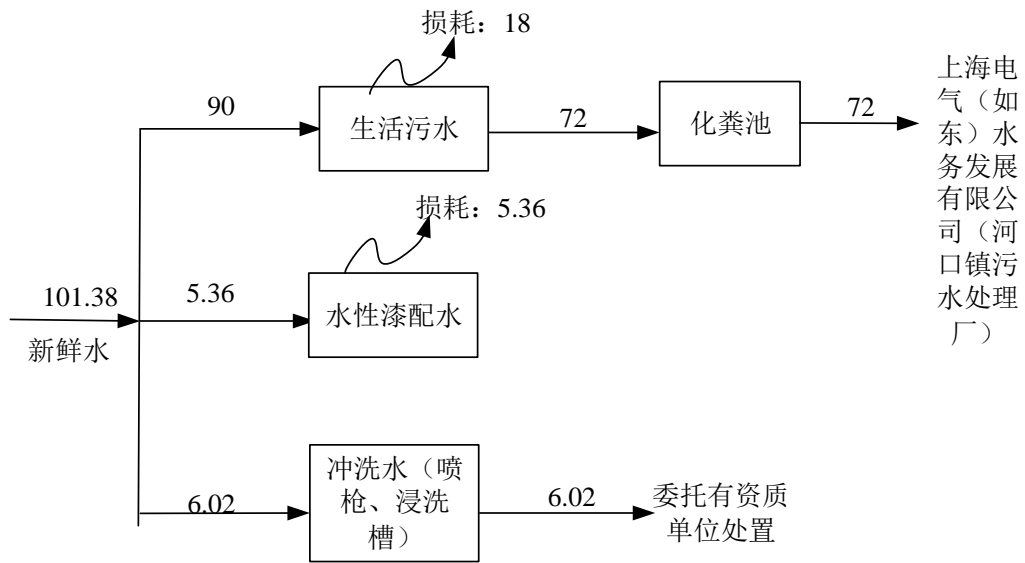 损耗：18
90
生活污水
72
化粪池
72
上海电
气（如
东）水
务发展
有限公
司（河
口镇污
水处理
厂）
损耗：5.36
101.38
新鲜水
5.36
水性漆配水
6.02
冲洗水（喷
枪、浸洗
槽）
6.02
委托有资质
单位处置